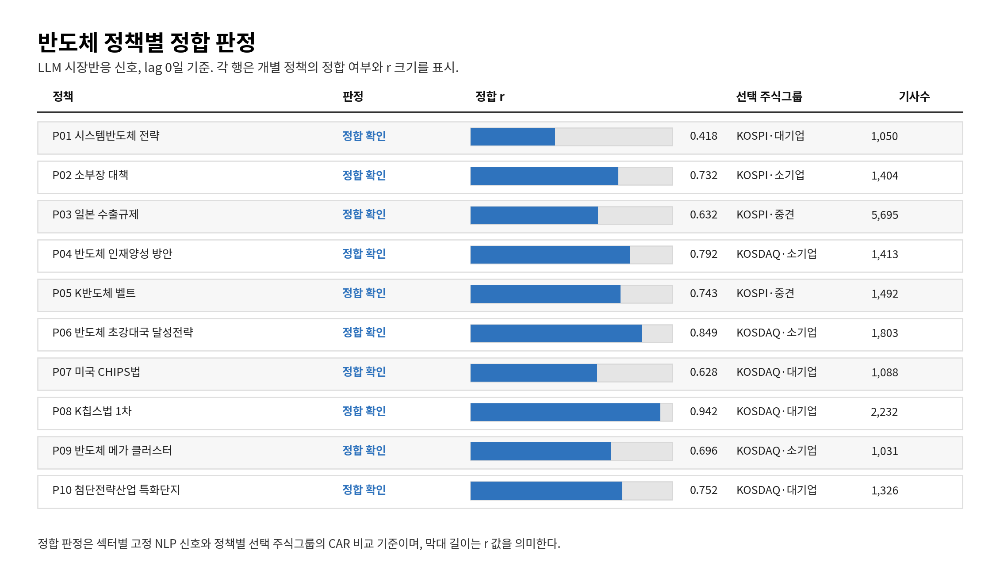 반도체 정책별 정합 판정
LLM 시장반응 신호, lag 0일 기준. 각 행은 개별 정책의 정합 여부와 r 크기를 표시.
정책 판정 정합 r 선택 주식그룹 기사수
P01 시스템반도체 전략 정합 확인 0.418 KOSPI·대기업 1,050
P02 소부장 대책 정합 확인 0.732 KOSPI·소기업 1,404
P03 일본 수출규제 정합 확인 0.632 KOSPI·중견 5,695
P04 반도체 인재양성 방안 정합 확인 0.792 KOSDAQ·소기업 1,413
P05 K반도체 벨트 정합 확인 0.743 KOSPI·중견 1,492
P06 반도체 초강대국 달성전략 정합 확인 0.849 KOSDAQ·소기업 1,803
P07 미국 CHIPS법 정합 확인 0.628 KOSDAQ·대기업 1,088
P08 K칩스법 1차 정합 확인 0.942 KOSDAQ·대기업 2,232
P09 반도체 메가 클러스터 정합 확인 0.696 KOSDAQ·소기업 1,031
P10 첨단전략산업 특화단지 정합 확인 0.752 KOSDAQ·대기업 1,326
정합 판정은 섹터별 고정 NLP 신호와 정책별 선택 주식그룹의 CAR 비교 기준이며, 막대 길이는 r 값을 의미한다.